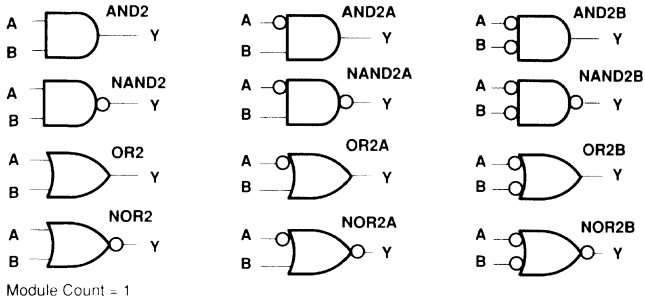 AND2 AND2A AND2B
A Y A Y A Y
B B B
NAND2 NAND2A NAND2B
A Y A Y A Y
B B B
OR2 OR2A OR2B
A Y A Y A Y
B B B
NOR2 NOR2A NOR2B
A Y A Y A Y
B B B
Module Count = 1